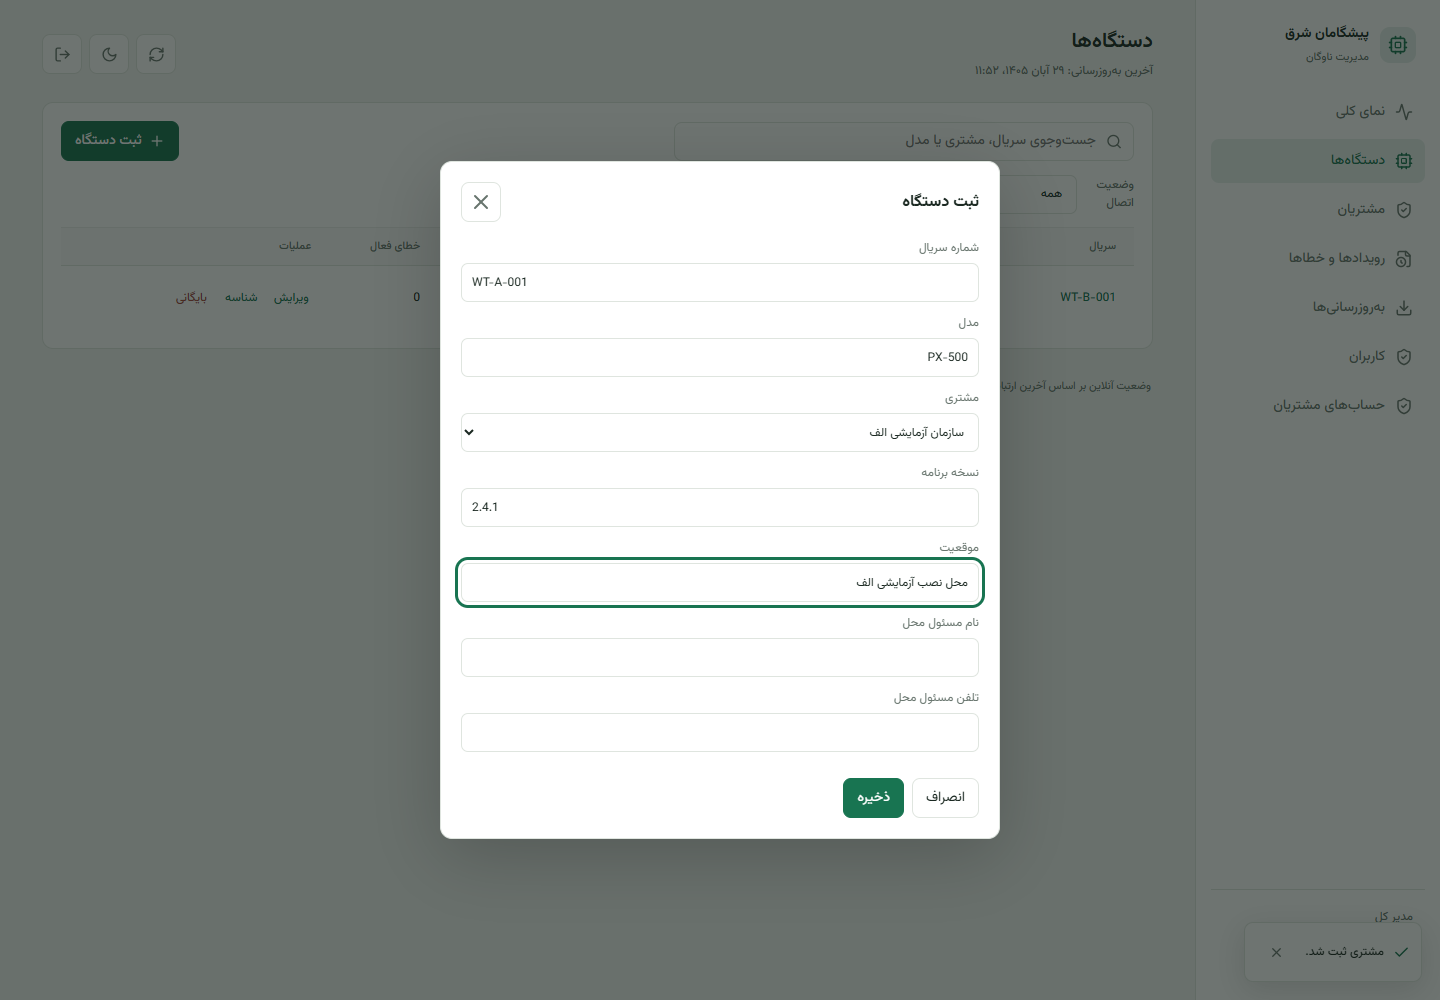 پیشگامان شرق
مدیریت ناوگان
نمای کلی
دستگاه‌ها
مشتریان
رویدادها و خطاها
به‌روزرسانی‌ها
کاربران
حساب‌های مشتریان
مدیر کل
مشتری ثبت شد.
دستگاه‌ها
آخرین به‌روزرسانی: ۲۹ آبان ۱۴۰۵، ۱۱:۵۲
جست‌وجوی سریال، مشتری یا مدل
ثبت دستگاه
وضعیت
اتصال
همه
سریال
خطای فعال
عملیات
WT-B-001
0
ویرایش
شناسه
بایگانی
وضعیت آنلاین بر اساس آخرین
ثبت دستگاه
شماره سریال
WT-A-001
مدل
PX-500
مشتری
سازمان آزمایشی الف
نسخه برنامه
2.4.1
موقعیت
محل نصب آزمایشی الف
نام مسئول محل
تلفن مسئول محل
انصراف
ذخیره